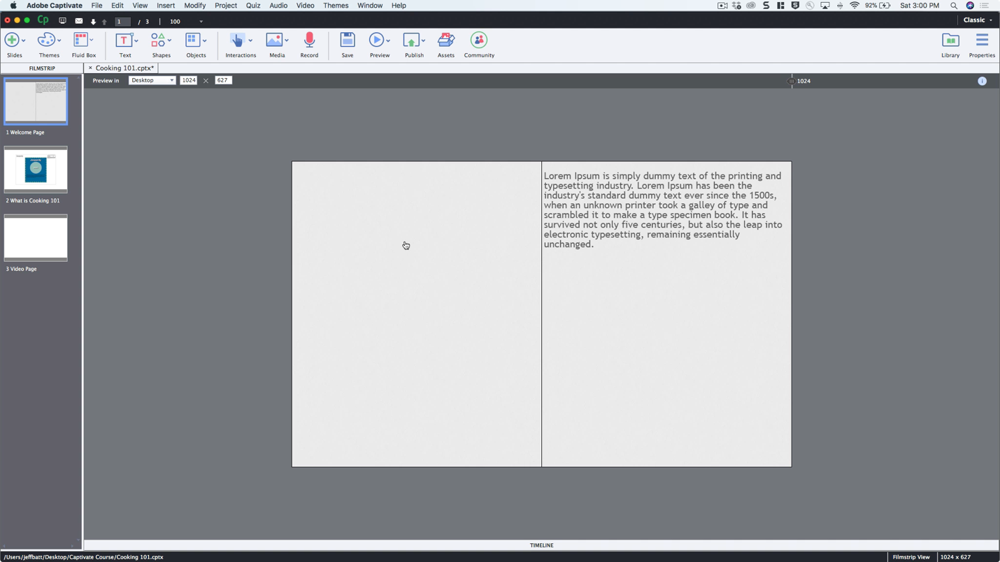 Adobe Captivate File Edit View Insert Modify Project Quiz Audio Video Themes Window Help 92% Sat 3:00 PM
Cp 1 / 3 100 Classic
Slides Themes Fluid Box Text Shapes Objects Interactions Media Record Save Preview Publish Assets Community Library Properties
FILMSTRIP × Cooking 101.cptx*
Preview in Desktop 1024 × 627 1024
1 Welcome Page
2 What is Cooking 101
3 Video Page
Lorem Ipsum is simply dummy text of the printing and
typesetting industry. Lorem Ipsum has been the
industry's standard dummy text ever since the 1500s,
when an unknown printer took a galley of type and
scrambled it to make a type specimen book. It has
survived not only five centuries, but also the leap into
electronic typesetting, remaining essentially
unchanged.
TIMELINE
/Users/jeffbatt/Desktop/Captivate Course/Cooking 101.cptx Filmstrip View 1024 x 627